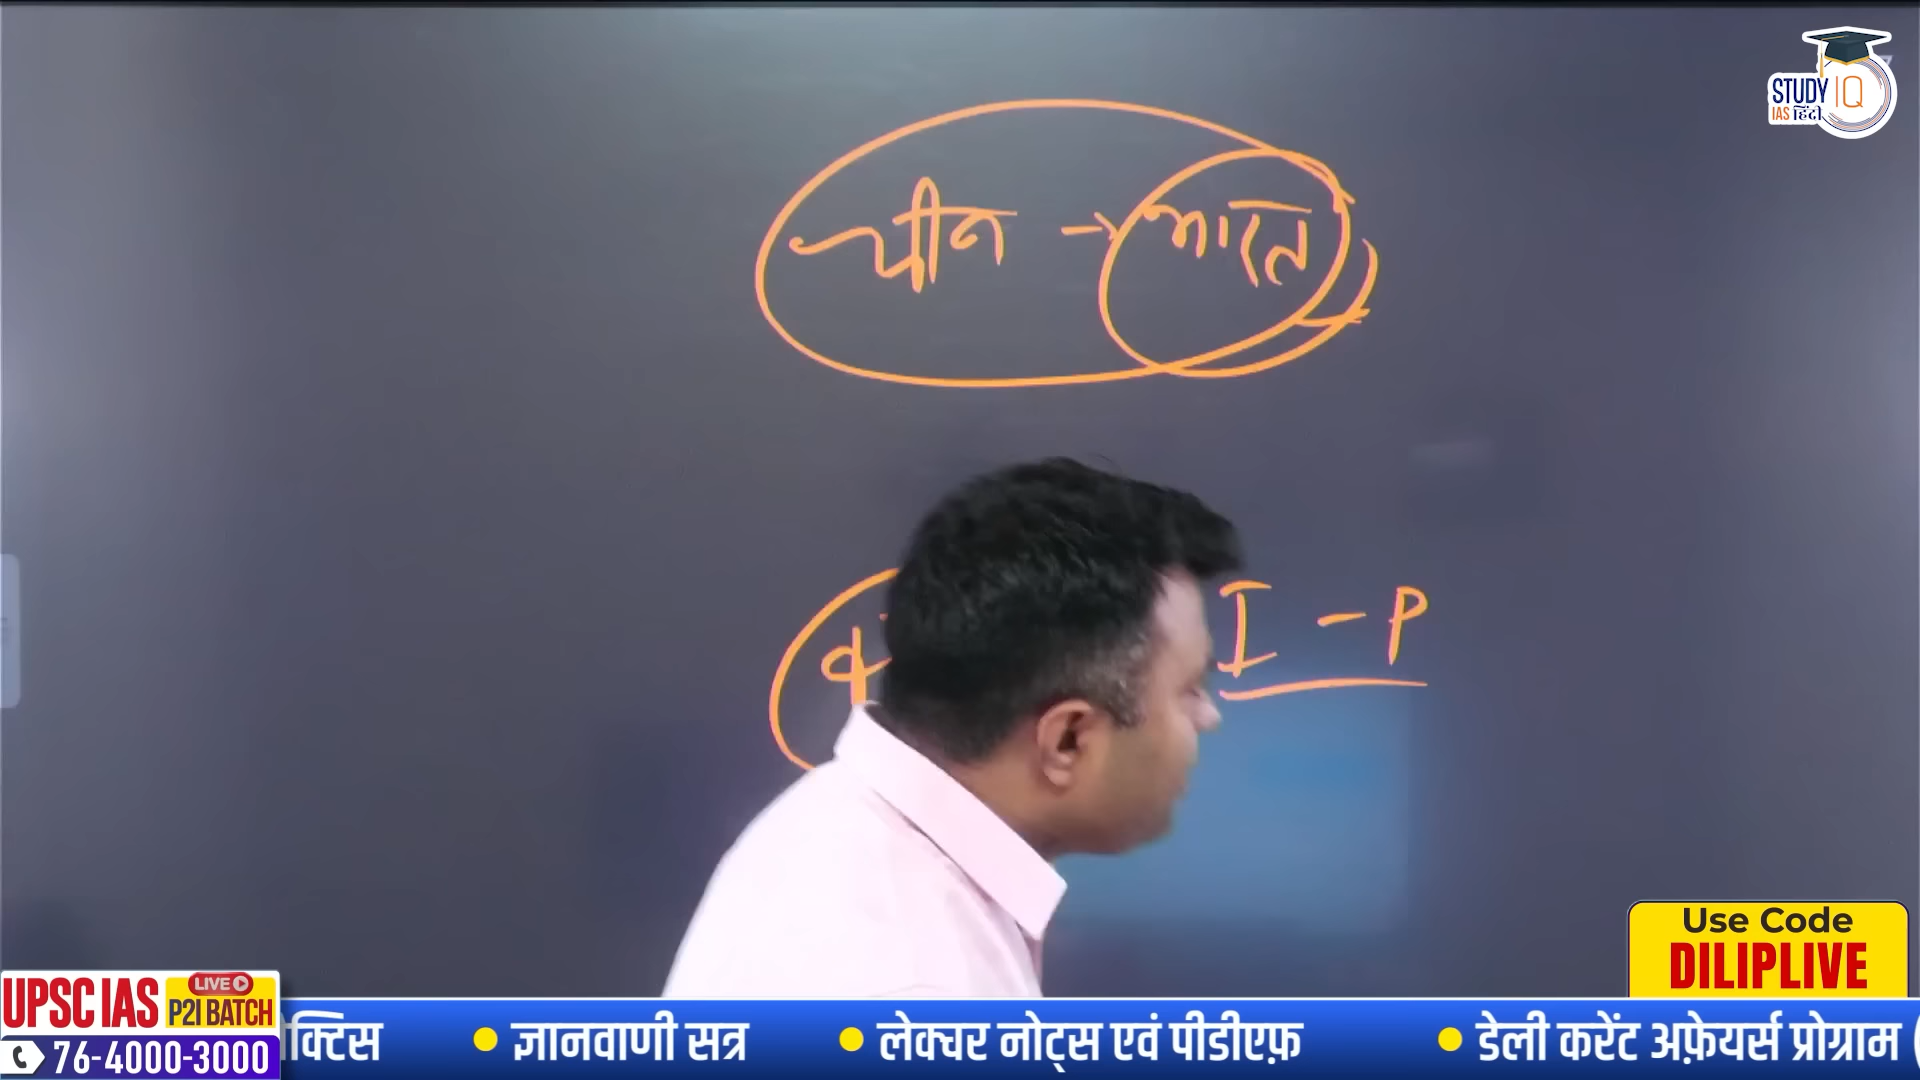 STUDY IQ
IAS हिंदी
चीन → भारत
I - P
Use Code
DILIPLIVE
UPSC IAS LIVE P2I BATCH
76-4000-3000
क्टिस • ज्ञानवाणी सत्र • लेक्चर नोट्स एवं पीडीएफ़ • डेली करेंट अफ़ेयर्स प्रोग्राम (